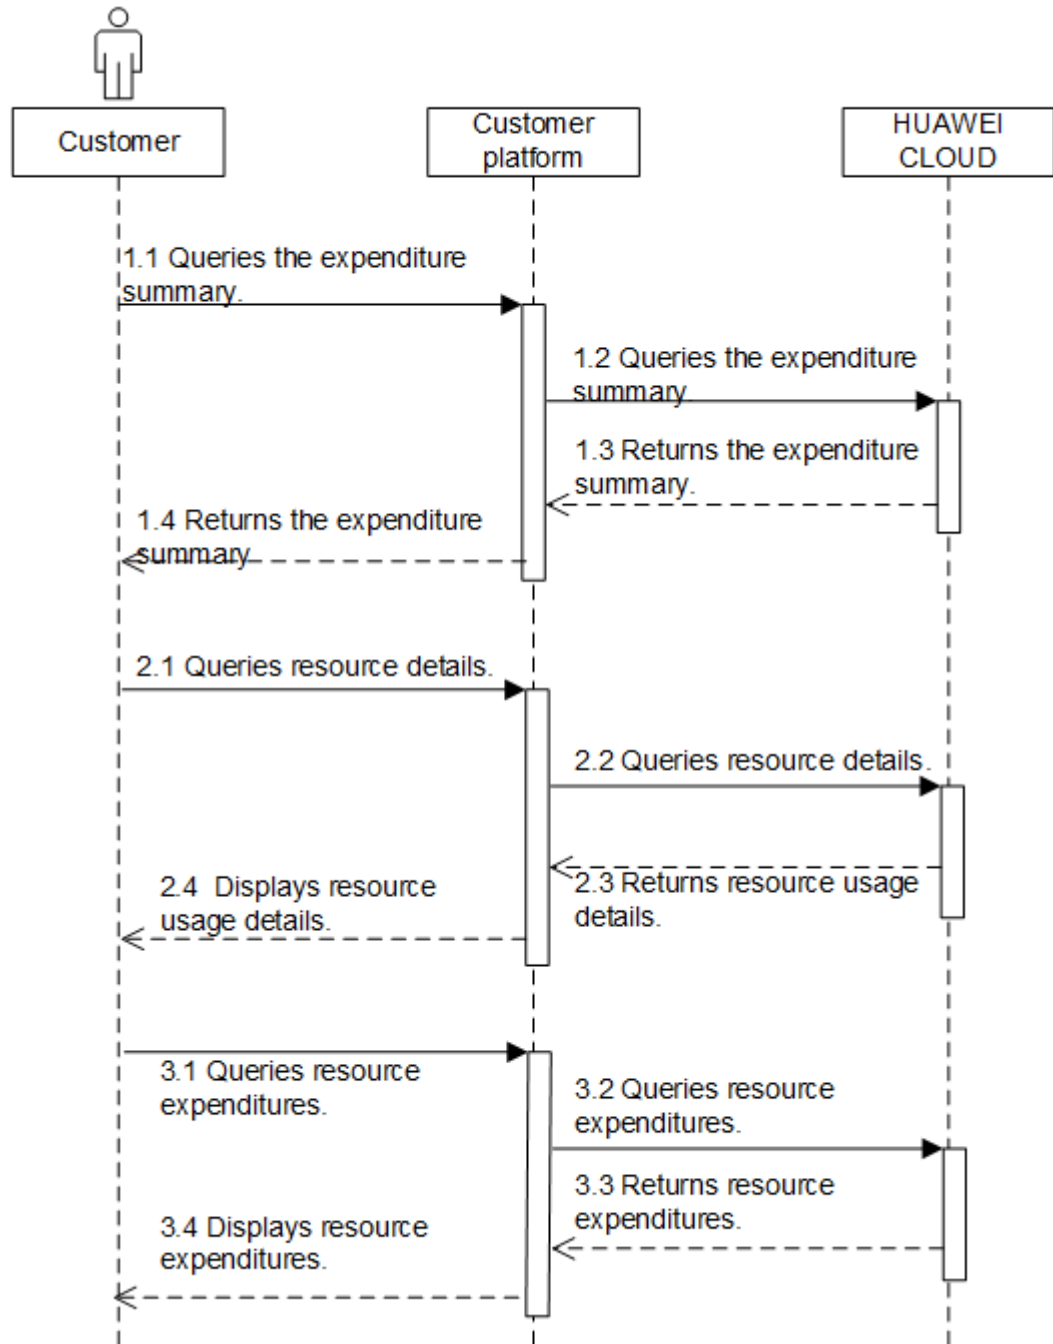 Customer
Customer
platform
HUAWEI
CLOUD
1.1 Queries the expenditure
summary.
1.2 Queries the expenditure
summary.
1.3 Returns the expenditure
summary.
1.4 Returns the expenditure
summary
2.1 Queries resource details.
2.2 Queries resource details.
2.3 Returns resource usage
details.
2.4  Displays resource
usage details.
3.1 Queries resource
expenditures.
3.2 Queries resource
expenditures.
3.3 Returns resource
expenditures.
3.4 Displays resource
expenditures.